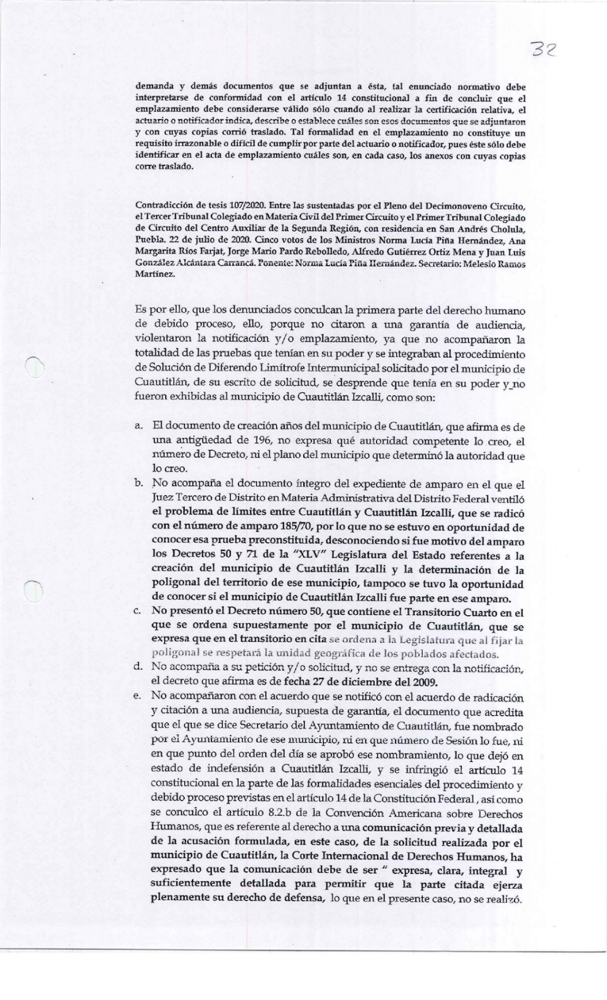 32
demanda y demás documentos que se adjuntan a ésta, tal enunciado normativo debe
interpretarse de conformidad con el artículo 14 constitucional a fin de concluir que el
emplazamiento debe considerarse válido sólo cuando al realizar la certificación relativa, el
actuario o notificador indica, describe o establece cuáles son esos documentos que se adjuntaron
y con cuyas copias corrió traslado. Tal formalidad en el emplazamiento no constituye un
requisito irrazonable o difícil de cumplir por parte del actuario o notificador, pues éste sólo debe
identificar en el acta de emplazamiento cuáles son, en cada caso, los anexos con cuyas copias
corre traslado.
Contradicción de tesis 107/2020. Entre las sustentadas por el Pleno del Decimonoveno Circuito,
el Tercer Tribunal Colegiado en Materia Civil del Primer Circuito y el Primer Tribunal Colegiado
de Circuito del Centro Auxiliar de la Segunda Región, con residencia en San Andrés Cholula,
Puebla. 22 de julio de 2020. Cinco votos de los Ministros Norma Lucía Piña Hernández, Ana
Margarita Ríos Farjat, Jorge Mario Pardo Rebolledo, Alfredo Gutiérrez Ortiz Mena y Juan Luis
González Alcántara Carrancá. Ponente: Norma Lucía Piña Hernández. Secretario: Melesio Ramos
Martínez.
Es por ello, que los denunciados conculcan la primera parte del derecho humano
de debido proceso, ello, porque no citaron a una garantía de audiencia,
violentaron la notificación y/o emplazamiento, ya que no acompañaron la
totalidad de las pruebas que tenían en su poder y se integraban al procedimiento
de Solución de Diferendo Limítrofe Intermunicipal solicitado por el municipio de
Cuautitlán, de su escrito de solicitud, se desprende que tenía en su poder y_no
fueron exhibidas al municipio de Cuautitlán Izcalli, como son:
a. El documento de creación años del municipio de Cuautitlán, que afirma es de
una antigüedad de 196, no expresa qué autoridad competente lo creo, el
número de Decreto, ni el plano del municipio que determinó la autoridad que
lo creo.
b. No acompaña el documento íntegro del expediente de amparo en el que el
Juez Tercero de Distrito en Materia Administrativa del Distrito Federal ventiló
el problema de límites entre Cuautitlán y Cuautitlán Izcalli, que se radicó
con el número de amparo 185/70, por lo que no se estuvo en oportunidad de
conocer esa prueba preconstituida, desconociendo si fue motivo del amparo
los Decretos 50 y 71 de la "XLV" Legislatura del Estado referentes a la
creación del municipio de Cuautitlán Izcalli y la determinación de la
poligonal del territorio de ese municipio, tampoco se tuvo la oportunidad
de conocer si el municipio de Cuautitlán Izcalli fue parte en ese amparo.
c. No presentó el Decreto número 50, que contiene el Transitorio Cuarto en el
que se ordena supuestamente por el municipio de Cuautitlán, que se
expresa que en el transitorio en cita se ordena a la Legislatura que al fijar la
poligonal se respetará la unidad geográfica de los poblados afectados.
d. No acompaña a su petición y/o solicitud, y no se entrega con la notificación,
el decreto que afirma es de fecha 27 de diciembre del 2009.
e. No acompañaron con el acuerdo que se notificó con el acuerdo de radicación
y citación a una audiencia, supuesta de garantía, el documento que acredita
que el que se dice Secretario del Ayuntamiento de Cuautitlán, fue nombrado
por el Ayuntamiento de ese municipio, ni en que número de Sesión lo fue, ni
en que punto del orden del día se aprobó ese nombramiento, lo que dejó en
estado de indefensión a Cuautitlán Izcalli, y se infringió el artículo 14
constitucional en la parte de las formalidades esenciales del procedimiento y
debido proceso previstas en el artículo 14 de la Constitución Federal, así como
se conculco el artículo 8.2.b de la Convención Americana sobre Derechos
Humanos, que es referente al derecho a una comunicación previa y detallada
de la acusación formulada, en este caso, de la solicitud realizada por el
municipio de Cuautitlán, la Corte Internacional de Derechos Humanos, ha
expresado que la comunicación debe de ser " expresa, clara, integral y
suficientemente detallada para permitir que la parte citada ejerza
plenamente su derecho de defensa, lo que en el presente caso, no se realizó.